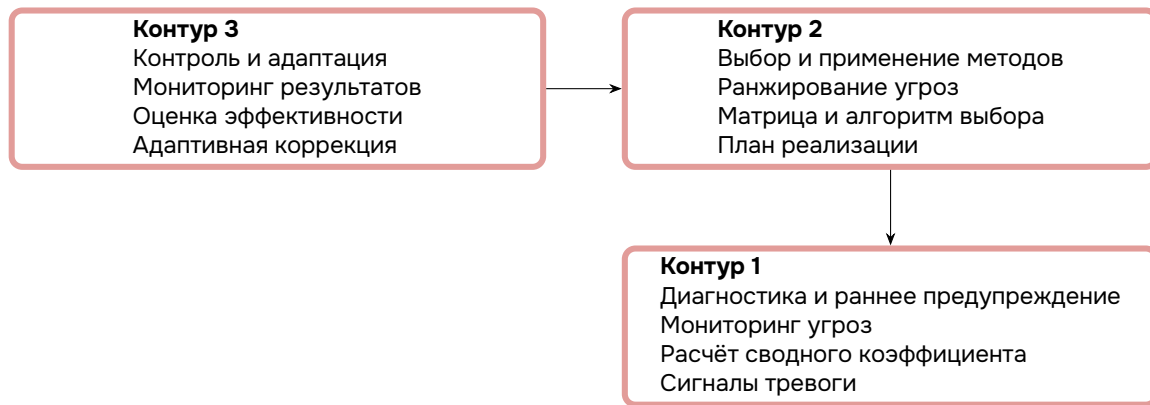 Контур 3
Контроль и адаптация
Мониторинг результатов
Оценка эффективности
Адаптивная коррекция
Контур 2
Выбор и применение методов
Ранжирование угроз
Матрица и алгоритм выбора
План реализации
Контур 1
Диагностика и раннее предупреждение
Мониторинг угроз
Расчёт сводного коэффициента
Сигналы тревоги